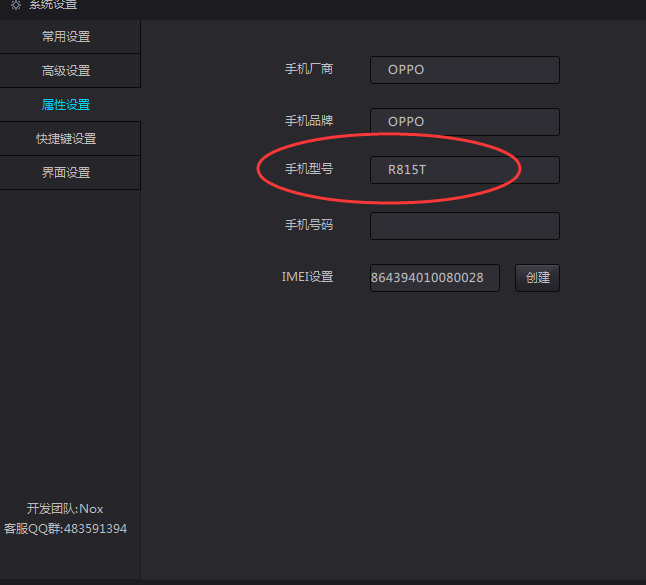 系统设置
常用设置
高级设置
属性设置
快捷键设置
界面设置
手机厂商 OPPO
手机品牌 OPPO
手机型号 R815T
手机号码
IMEI设置 864394010080028 创建
开发团队:Nox
客服QQ群:483591394